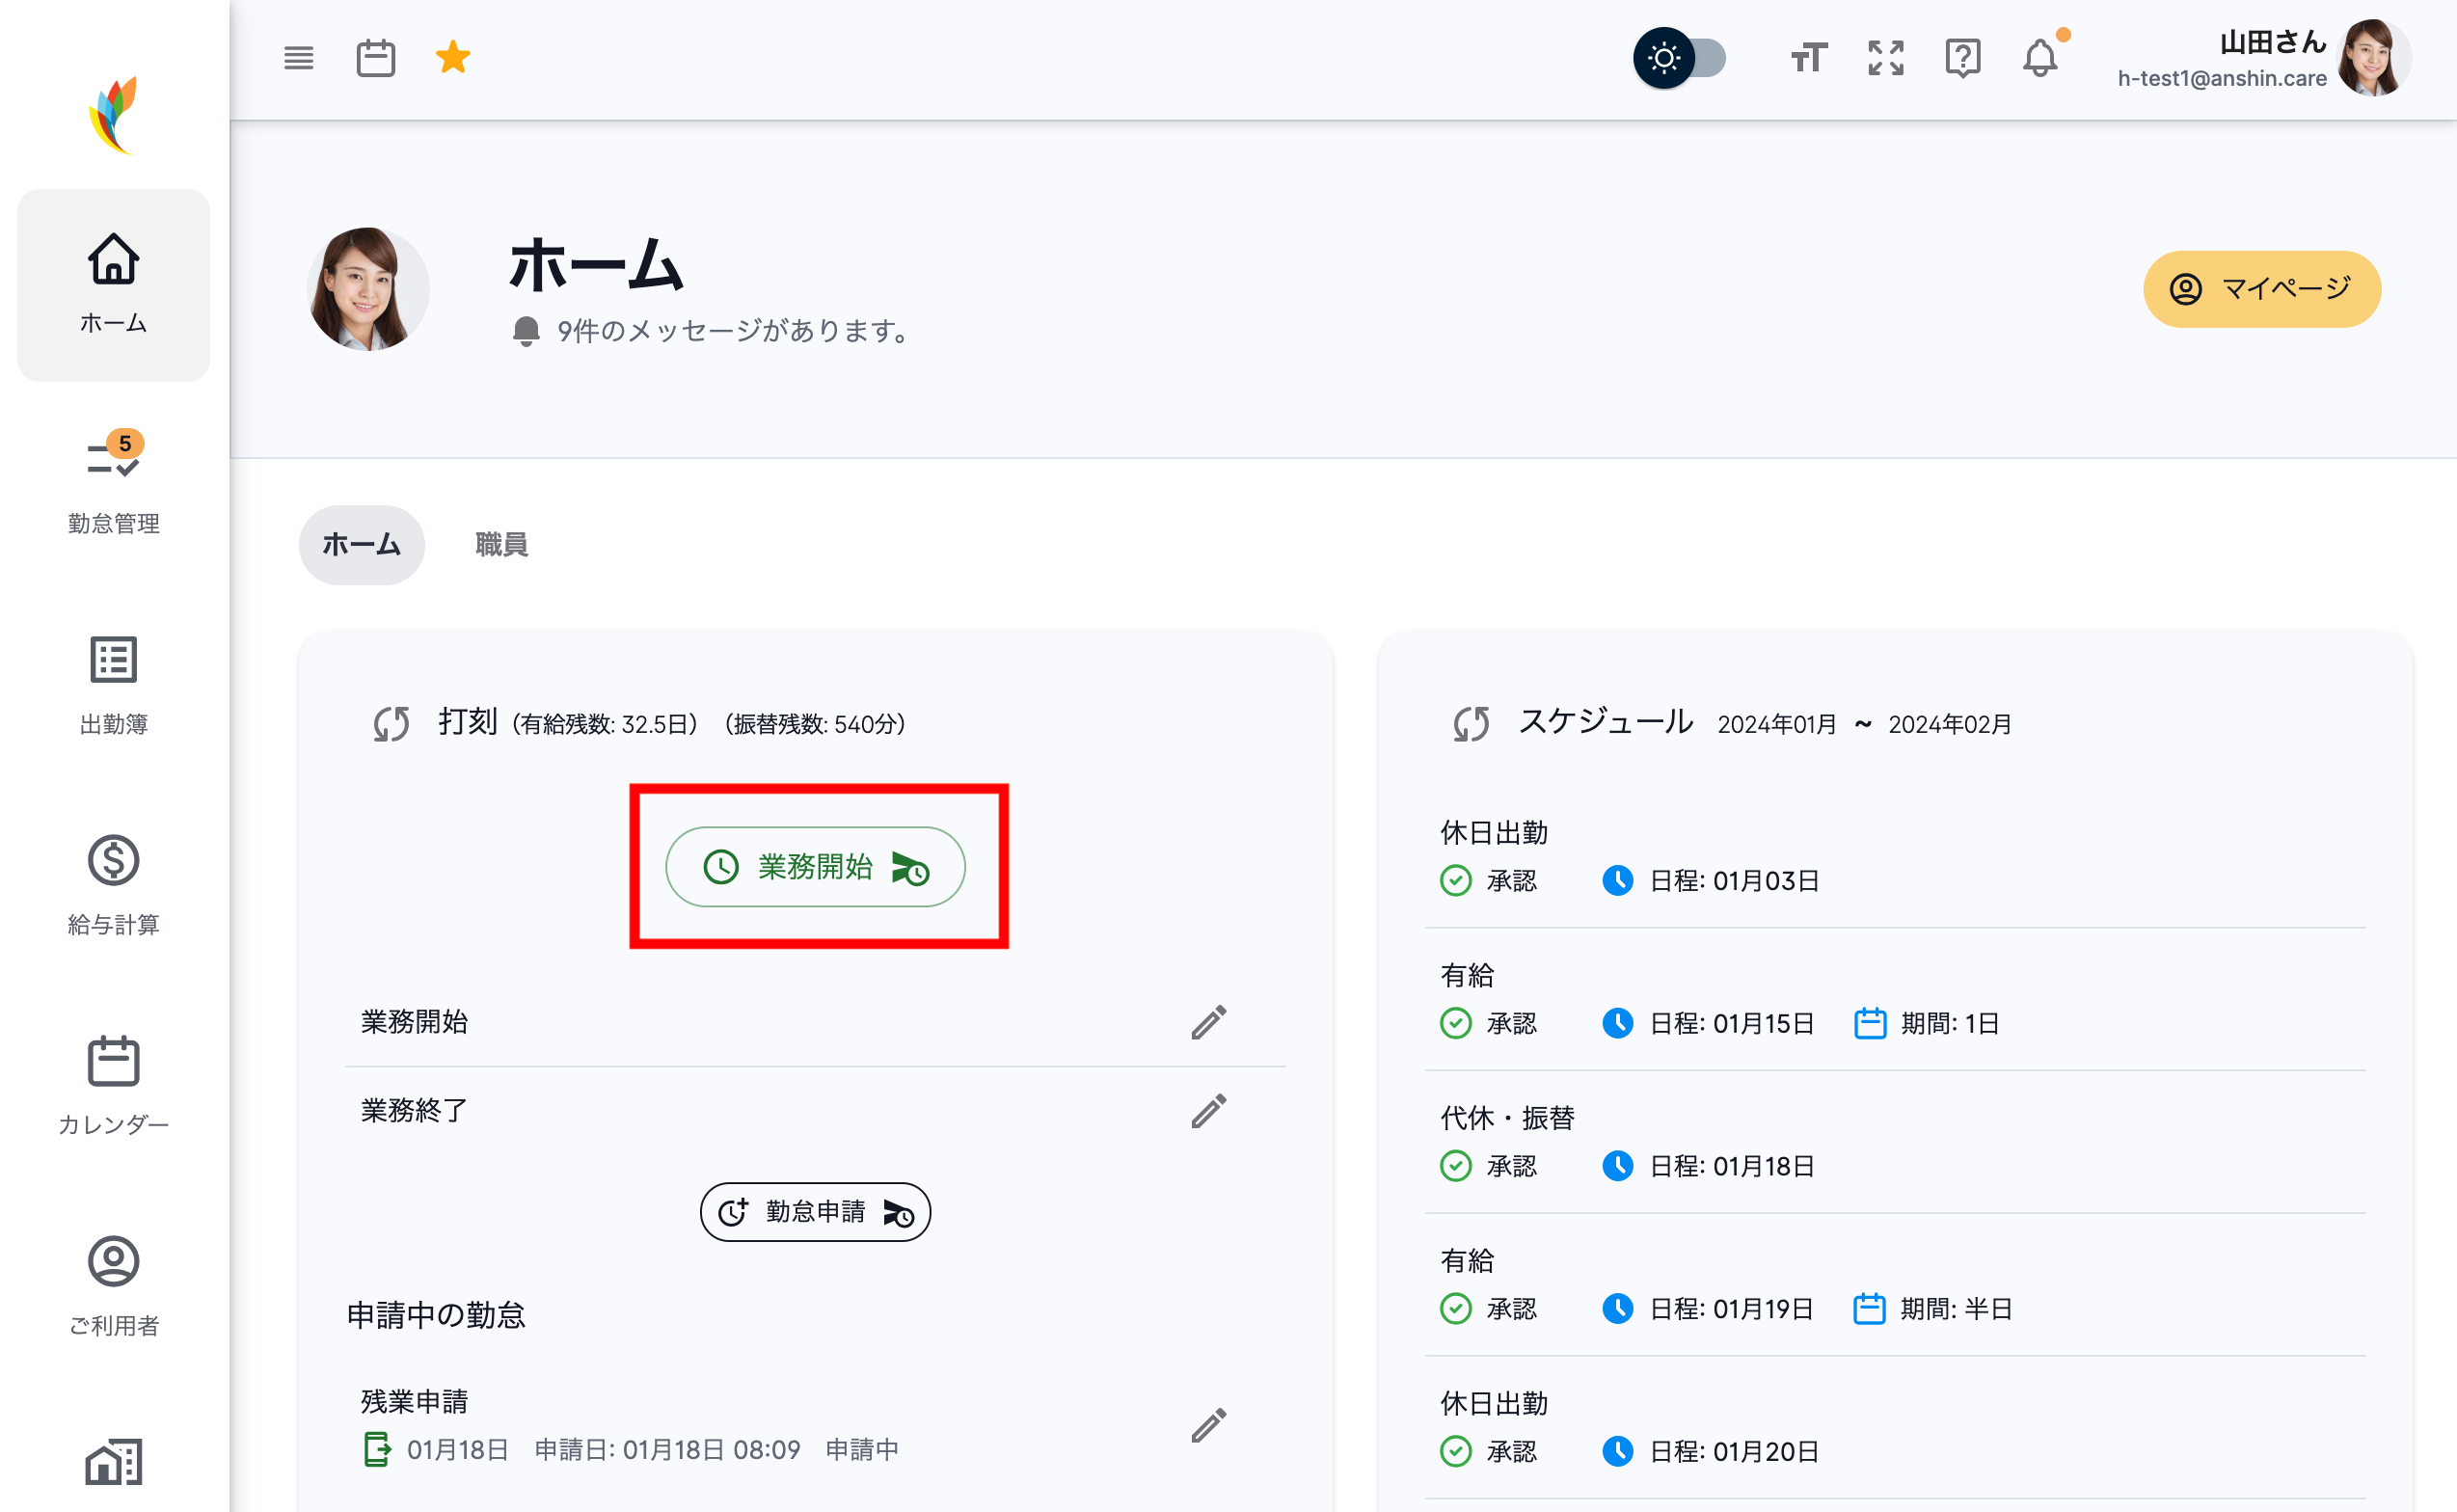 山田さん
h-test1@anshin.care
ホーム
5
勤怠管理
出勤簿
給与計算
カレンダー
ご利用者
ホーム
9件のメッセージがあります。
マイページ
ホーム 職員
打刻 (有給残数: 32.5日) (振替残数: 540分)
業務開始
業務開始
業務終了
勤怠申請
申請中の勤怠
残業申請
01月18日 申請日: 01月18日 08:09 申請中
スケジュール 2024年01月 ~ 2024年02月
休日出勤
承認 日程: 01月03日
有給
承認 日程: 01月15日 期間: 1日
代休・振替
承認 日程: 01月18日
有給
承認 日程: 01月19日 期間: 半日
休日出勤
承認 日程: 01月20日